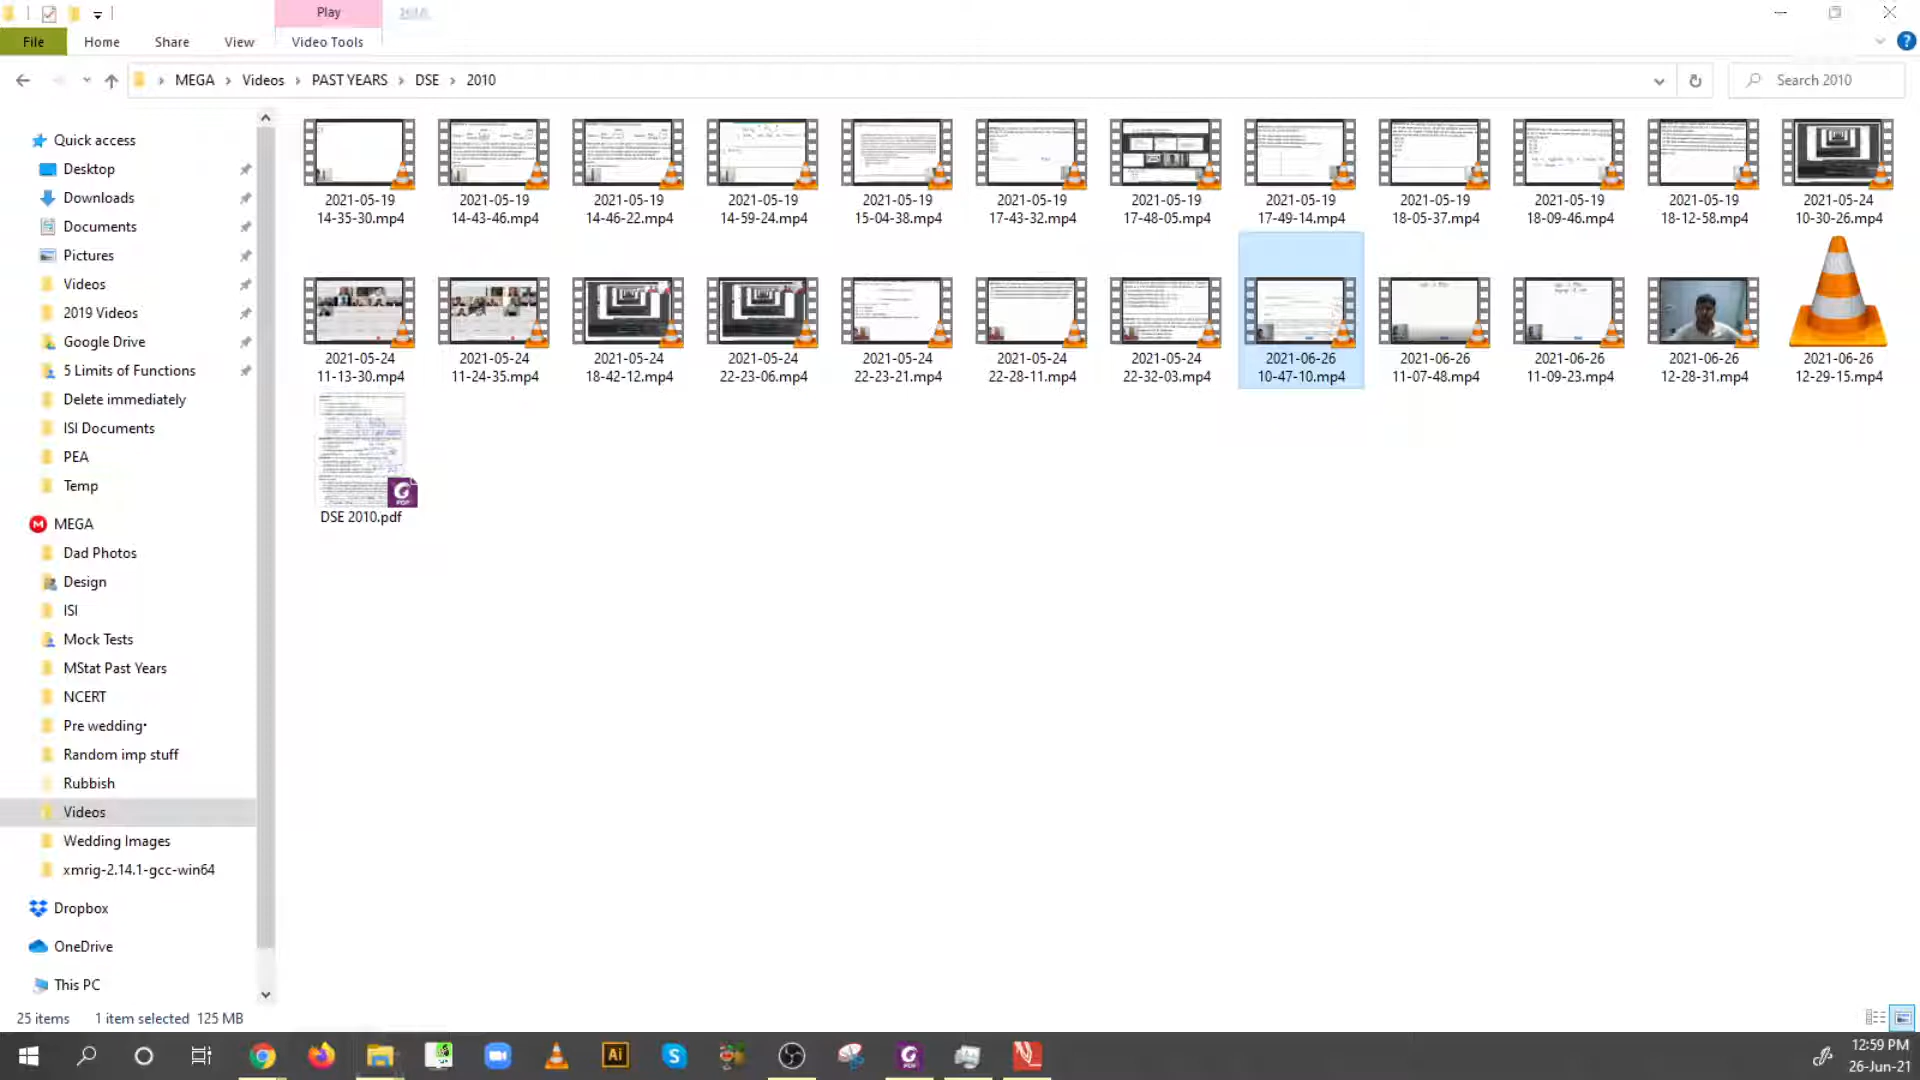 Play
2010
File
Home
Share
View
Video Tools
MEGA
Videos
PAST YEARS
DSE
2010
Search 2010
Quick access
Desktop
Downloads
Documents
Pictures
Videos
2019 Videos
Google Drive
5 Limits of Functions
Delete immediately
ISI Documents
PEA
Temp
MEGA
Dad Photos
Design
ISI
Mock Tests
MStat Past Years
NCERT
Pre wedding
Random imp stuff
Rubbish
Videos
Wedding Images
xmrig-2.14.1-gcc-win64
Dropbox
OneDrive
This PC
2021-05-19
14-35-30.mp4
2021-05-19
14-43-46.mp4
2021-05-19
14-46-22.mp4
2021-05-19
14-59-24.mp4
2021-05-19
15-04-38.mp4
2021-05-19
17-43-32.mp4
2021-05-19
17-48-05.mp4
2021-05-19
17-49-14.mp4
2021-05-19
18-05-37.mp4
2021-05-19
18-09-46.mp4
2021-05-19
18-12-58.mp4
2021-05-24
10-30-26.mp4
2021-05-24
11-13-30.mp4
2021-05-24
11-24-35.mp4
2021-05-24
18-42-12.mp4
2021-05-24
22-23-06.mp4
2021-05-24
22-23-21.mp4
2021-05-24
22-28-11.mp4
2021-05-24
22-32-03.mp4
2021-06-26
10-47-10.mp4
2021-06-26
11-07-48.mp4
2021-06-26
11-09-23.mp4
2021-06-26
12-28-31.mp4
2021-06-26
12-29-15.mp4
DSE 2010.pdf
25 items
1 item selected 125 MB
12:59 PM
26-Jun-21